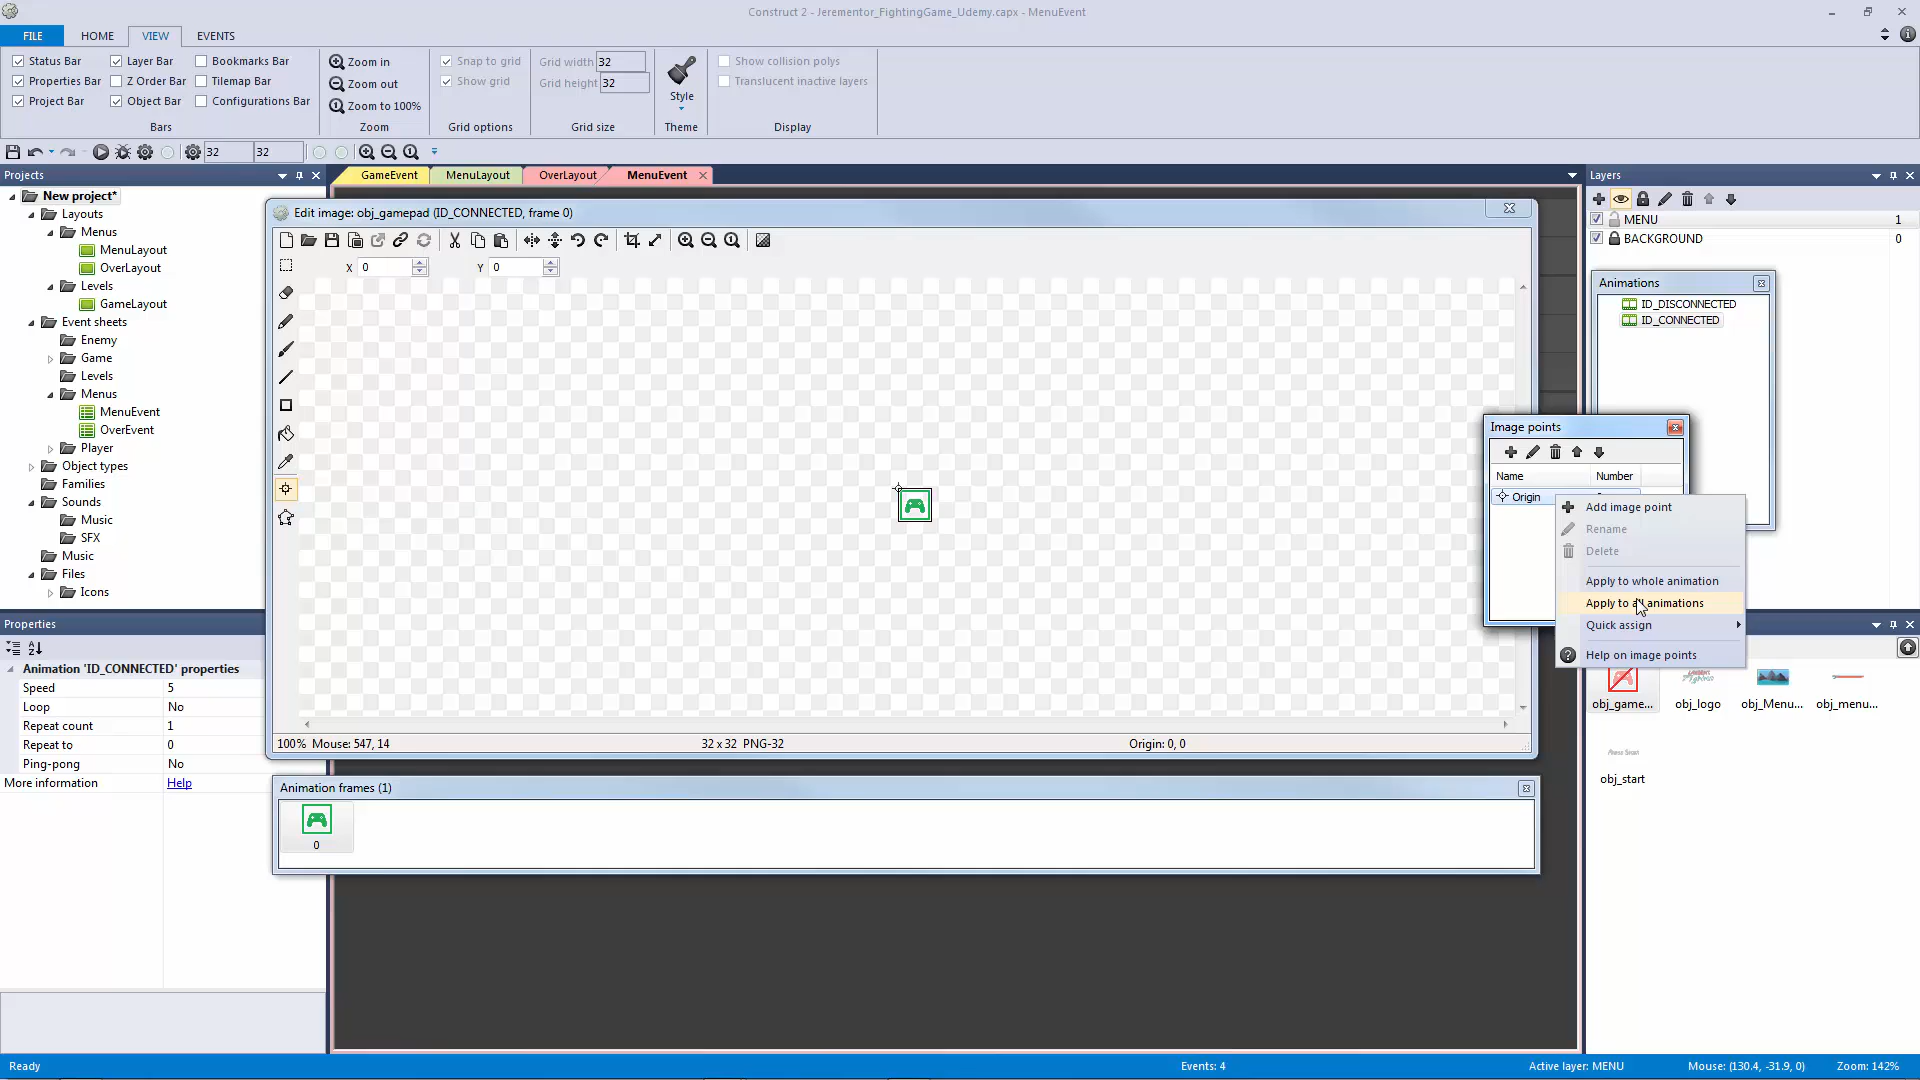 Construct 2 - Jerementor_FightingGame_Udemy.capx - MenuEvent
FILE HOME VIEW EVENTS
Status Bar Layer Bar Bookmarks Bar
Properties Bar Z Order Bar Tilemap Bar
Project Bar Object Bar Configurations Bar
Bars
Zoom in
Zoom out
Zoom to 100%
Zoom
Snap to grid
Show grid
Grid options
Grid width 32
Grid height 32
Grid size
Style
Theme
Show collision polys
Translucent inactive layers
Display
32 32
Projects
New project*
Layouts
Menus
MenuLayout
OverLayout
Levels
GameLayout
Event sheets
Enemy
Game
Levels
Menus
MenuEvent
OverEvent
Player
Object types
Families
Sounds
Music
SFX
Music
Files
Icons
Properties
Animation 'ID_CONNECTED' properties
Speed 5
Loop No
Repeat count 1
Repeat to 0
Ping-pong No
More information Help
GameEvent MenuLayout OverLayout MenuEvent
Edit image: obj_gamepad (ID_CONNECTED, frame 0)
X 0 Y 0
100% Mouse: 547, 14 32 x 32 PNG-32 Origin: 0, 0
Animation frames (1)
0
Layers
MENU 1
BACKGROUND 0
Animations
ID_DISCONNECTED
ID_CONNECTED
Image points
Name Number
Origin
Add image point
Rename
Delete
Apply to whole animation
Apply to all animations
Quick assign
Help on image points
obj_game... obj_logo obj_Menu... obj_menu...
Press Start
obj_start
Ready Events: 4 Active layer: MENU Mouse: (130.4, -31.9, 0) Zoom: 142%